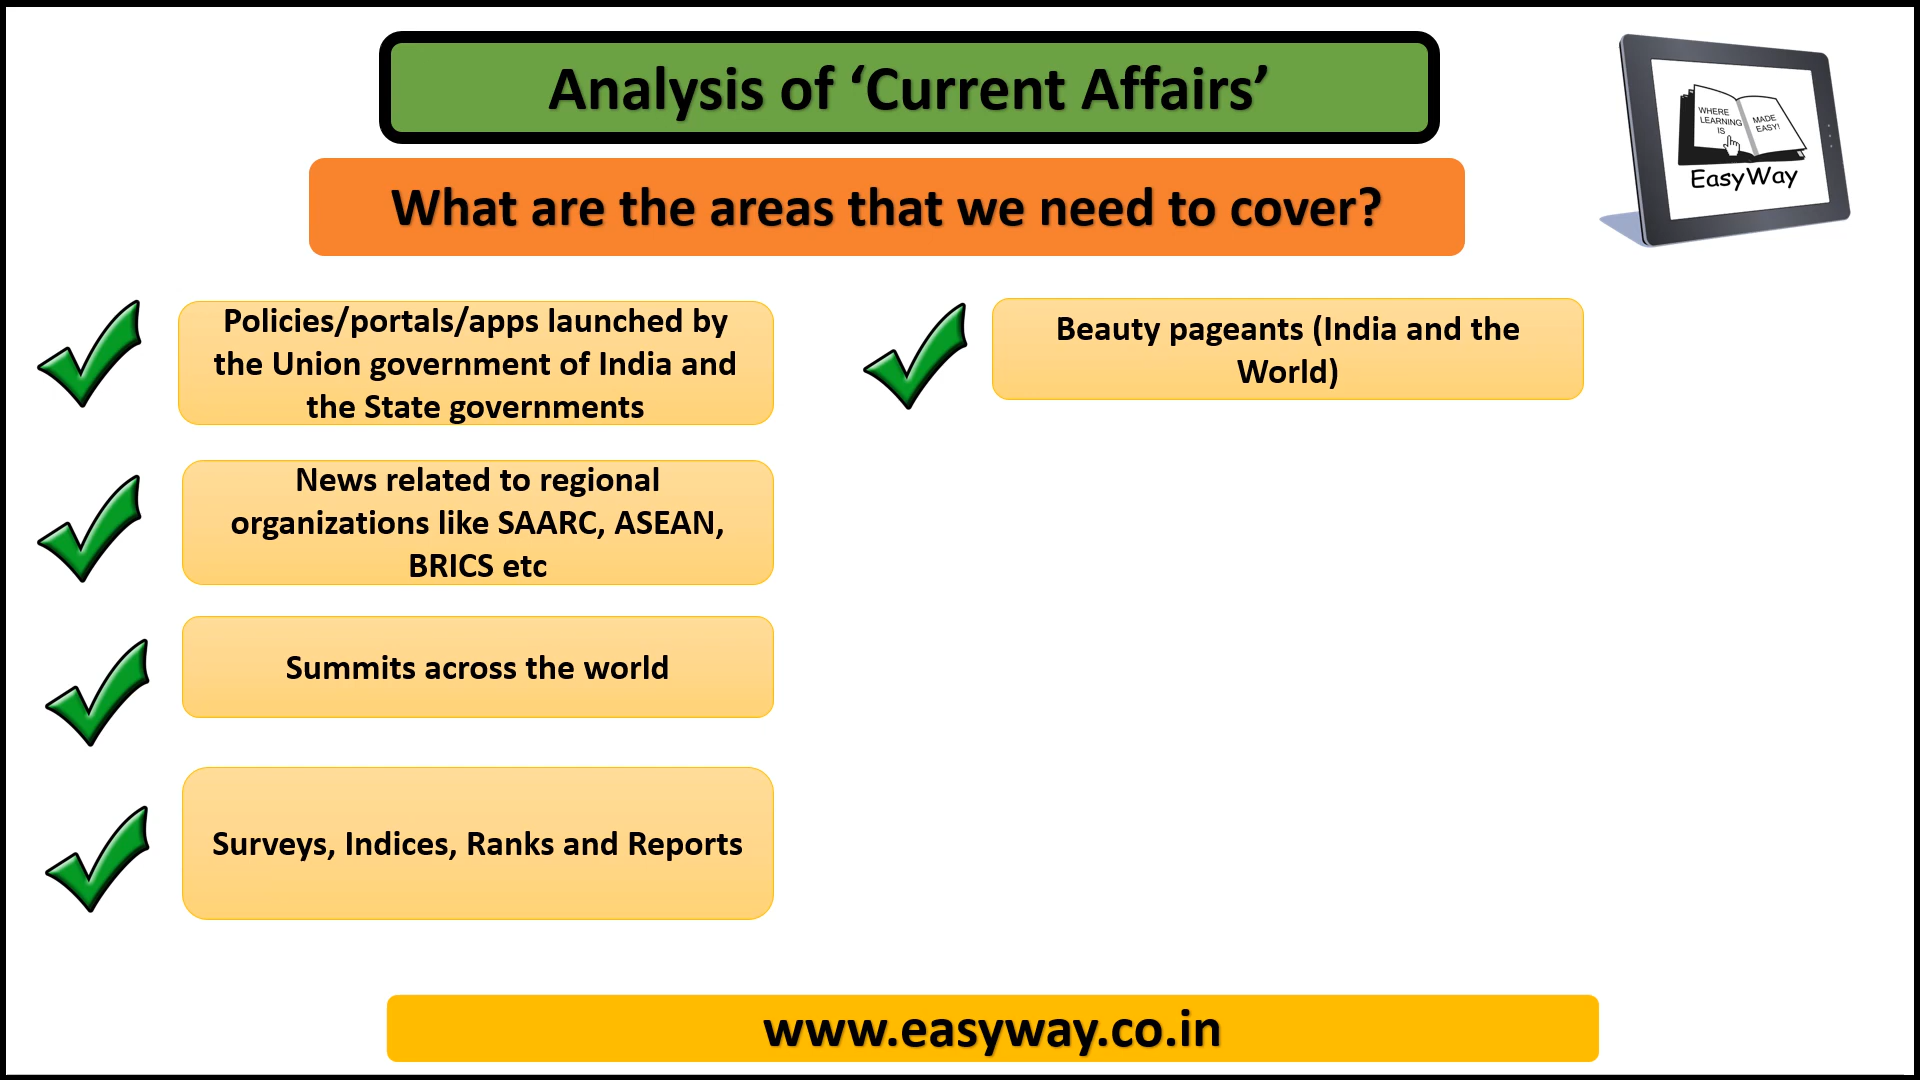 Analysis of ‘Current Affairs’
WHERE
LEARNING
IS
MADE
EASY!
EasyWay
What are the areas that we need to cover?
Policies/portals/apps launched by
the Union government of India and
the State governments
News related to regional
organizations like SAARC, ASEAN,
BRICS etc
Summits across the world
Surveys, Indices, Ranks and Reports
Beauty pageants (India and the
World)
www.easyway.co.in